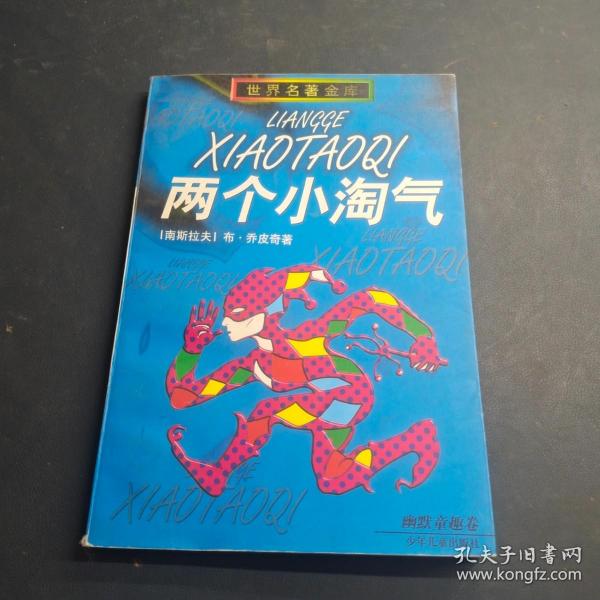 世界名著金库
LIANGGE
XIAOTAOQI
两个小淘气
[南斯拉夫] 布·乔皮奇著
LIANGGE
XIAOTAOQI
LIANGGE
XIAOTAOQI
XIAOTAOQI
幽默童趣卷
少年儿童出版社
孔夫子旧书网
www.kongfz.com